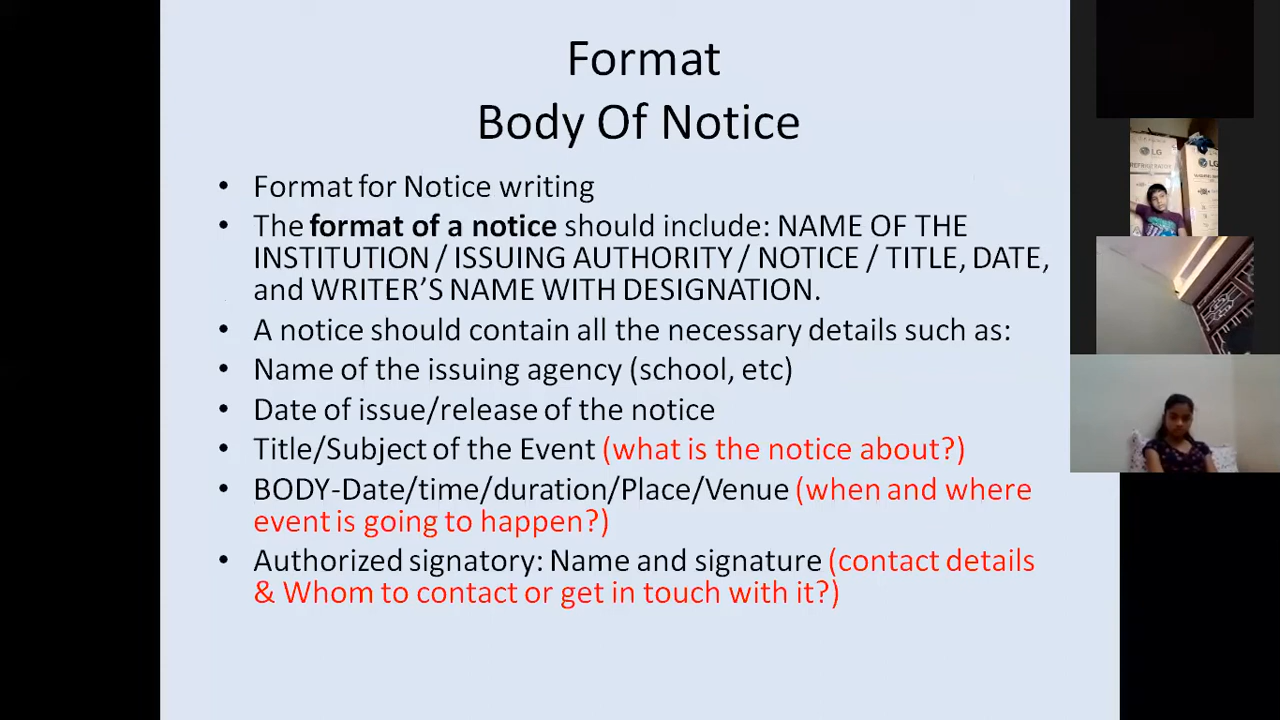 Format
Body Of Notice
• Format for Notice writing
• The format of a notice should include: NAME OF THE
INSTITUTION / ISSUING AUTHORITY / NOTICE / TITLE, DATE,
and WRITER’S NAME WITH DESIGNATION.
• A notice should contain all the necessary details such as:
• Name of the issuing agency (school, etc)
• Date of issue/release of the notice
• Title/Subject of the Event (what is the notice about?)
• BODY-Date/time/duration/Place/Venue (when and where
event is going to happen?)
• Authorized signatory: Name and signature (contact details
& Whom to contact or get in touch with it?)
LG
LG